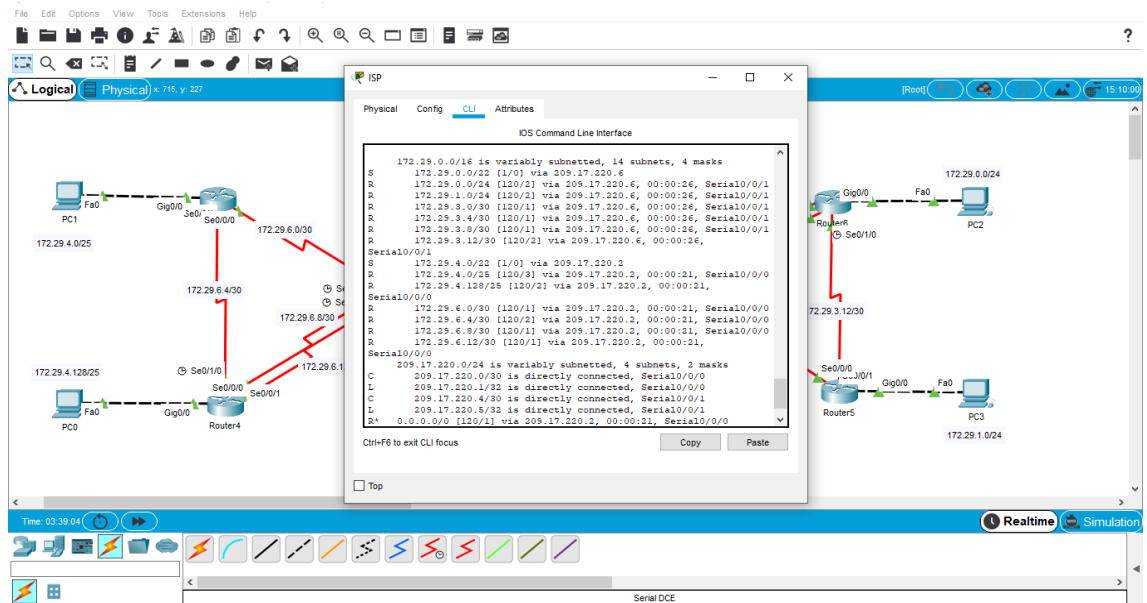 File Edit Options View Tools Extensions Help
?
Logical Physical x: 715, y: 227 [Root] 15:10:00
ISP
Physical Config CLI Attributes
IOS Command Line Interface
172.29.0.0/16 is variably subnetted, 14 subnets, 4 masks
S 172.29.0.0/22 [1/0] via 209.17.220.6
R 172.29.0.0/24 [120/2] via 209.17.220.6, 00:00:26, Serial0/0/1
R 172.29.1.0/24 [120/2] via 209.17.220.6, 00:00:26, Serial0/0/1
R 172.29.3.0/30 [120/1] via 209.17.220.6, 00:00:26, Serial0/0/1
R 172.29.3.4/30 [120/1] via 209.17.220.6, 00:00:26, Serial0/0/1
R 172.29.3.8/30 [120/1] via 209.17.220.6, 00:00:26, Serial0/0/1
R 172.29.3.12/30 [120/2] via 209.17.220.6, 00:00:26,
Serial0/0/1
S 172.29.4.0/22 [1/0] via 209.17.220.2
R 172.29.4.0/25 [120/3] via 209.17.220.2, 00:00:21, Serial0/0/0
R 172.29.4.128/25 [120/2] via 209.17.220.2, 00:00:21,
Serial0/0/0
R 172.29.6.0/30 [120/1] via 209.17.220.2, 00:00:21, Serial0/0/0
R 172.29.6.4/30 [120/2] via 209.17.220.2, 00:00:21, Serial0/0/0
R 172.29.6.8/30 [120/1] via 209.17.220.2, 00:00:21, Serial0/0/0
R 172.29.6.12/30 [120/1] via 209.17.220.2, 00:00:21,
Serial0/0/0
209.17.220.0/24 is variably subnetted, 4 subnets, 2 masks
C 209.17.220.0/30 is directly connected, Serial0/0/0
L 209.17.220.1/32 is directly connected, Serial0/0/0
C 209.17.220.4/30 is directly connected, Serial0/0/1
L 209.17.220.5/32 is directly connected, Serial0/0/1
R* 0.0.0.0/0 [120/1] via 209.17.220.2, 00:00:21, Serial0/0/0
Ctrl+F6 to exit CLI focus Copy Paste
Top
Fa0 Gig0/0
Se0/0/0
PC1
172.29.4.0/25
172.29.6.0/30
172.29.6.4/30
172.29.6.8/30
172.29.4.128/25
Se0/1/0
172.29.6.1
Se0/0/0 Se0/0/1
Fa0 Gig0/0
PC0 Router4
172.29.0.0/24
Gig0/0 Fa0
Router6 PC2
Se0/1/0
72.29.3.12/30
Se0/0/0
Gig0/0 Fa0
Router5 PC3
172.29.1.0/24
Time: 03:39:04 Realtime Simulation
Serial DCE